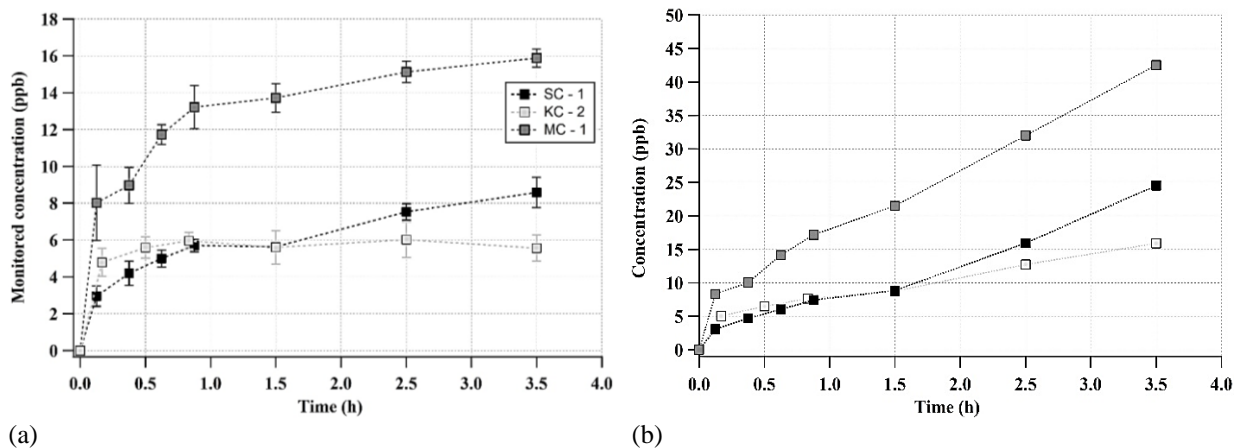 18
16
14
12
10
8
6
4
2
0
Monitored concentration (ppb)
SC - 1
KC - 2
MC - 1
0.0 0.5 1.0 1.5 2.0 2.5 3.0 3.5 4.0
Time (h)
(a)
50
45
40
35
30
25
20
15
10
5
0
Concentration (ppb)
0.0 0.5 1.0 1.5 2.0 2.5 3.0 3.5 4.0
Time (h)
(b)